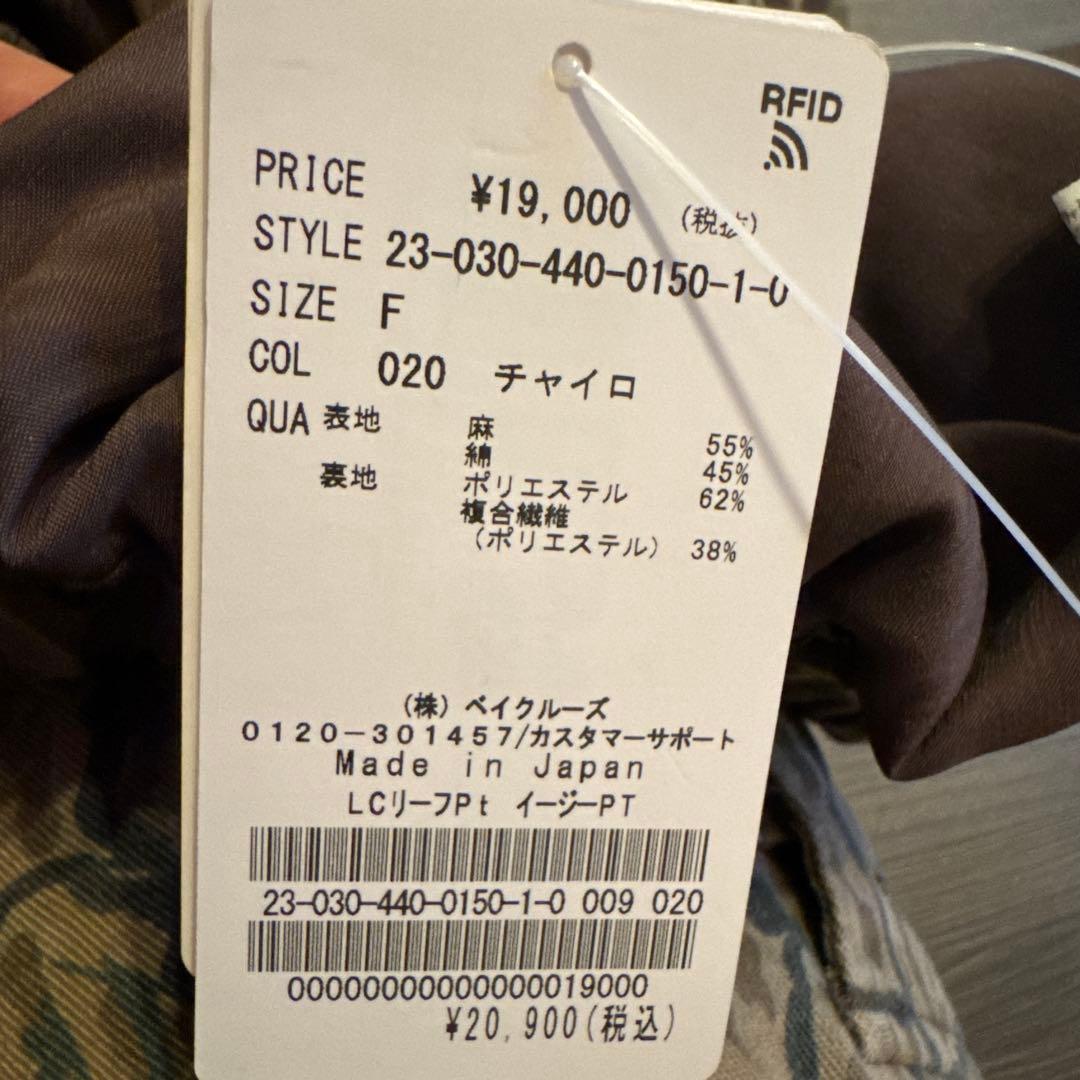 RFID
PRICE ¥19,000 (税抜)
STYLE 23-030-440-0150-1-0
SIZE F
COL 020 チャイロ
QUA 表地 麻 55%
綿 45%
裏地 ポリエステル 62%
複合繊維
(ポリエステル) 38%
(株) ベイクルーズ
0120-301457/カスタマーサポート
Made in Japan
LCリーフPt イージーPT
23-030-440-0150-1-0 009 020
00000000000000019000
¥20,900(税込)